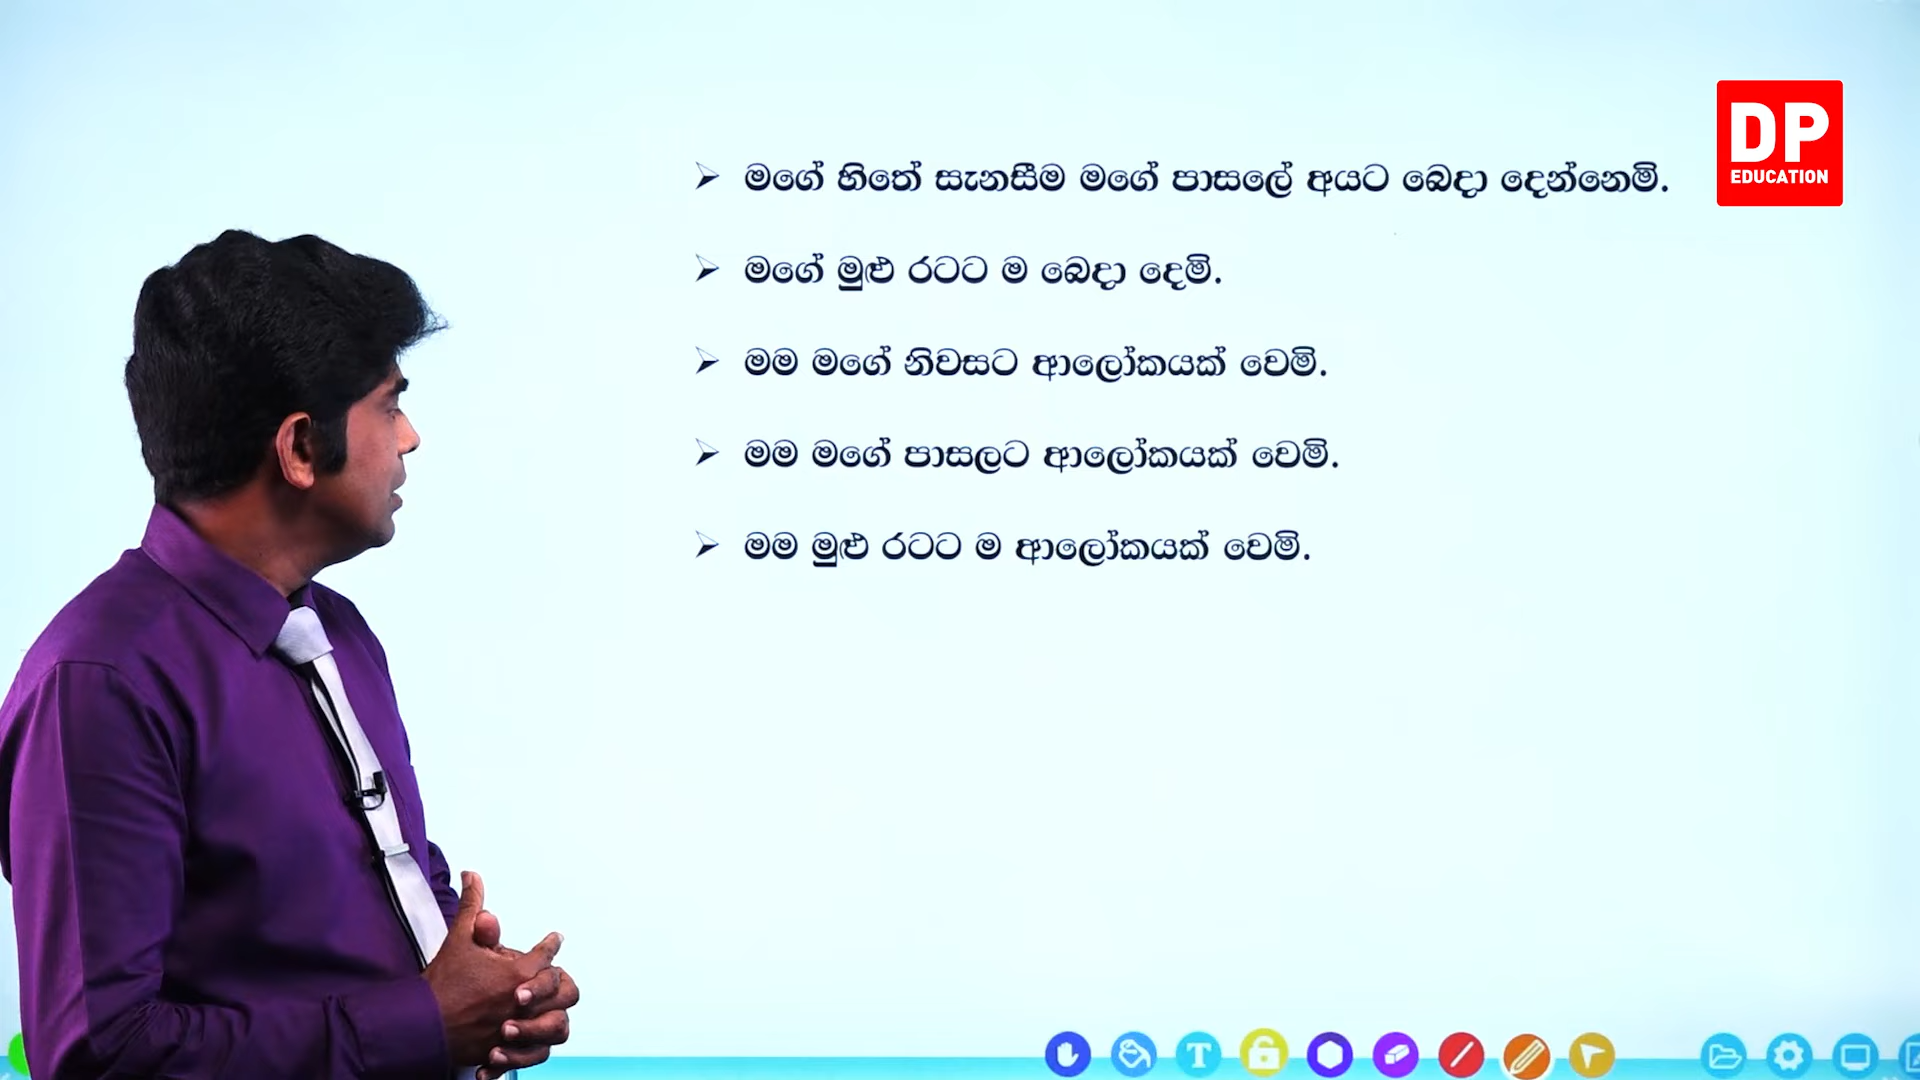 DP
EDUCATION
➢ මගේ හිතේ සැනසීම මගේ පාසලේ අයට බෙදා දෙන්නෙමි.
➢ මගේ මුළු රටට ම බෙදා දෙමි.
➢ මම මගේ නිවසට ආලෝකයක් වෙමි.
➢ මම මගේ පාසලට ආලෝකයක් වෙමි.
➢ මම මුළු රටට ම ආලෝකයක් වෙමි.
T